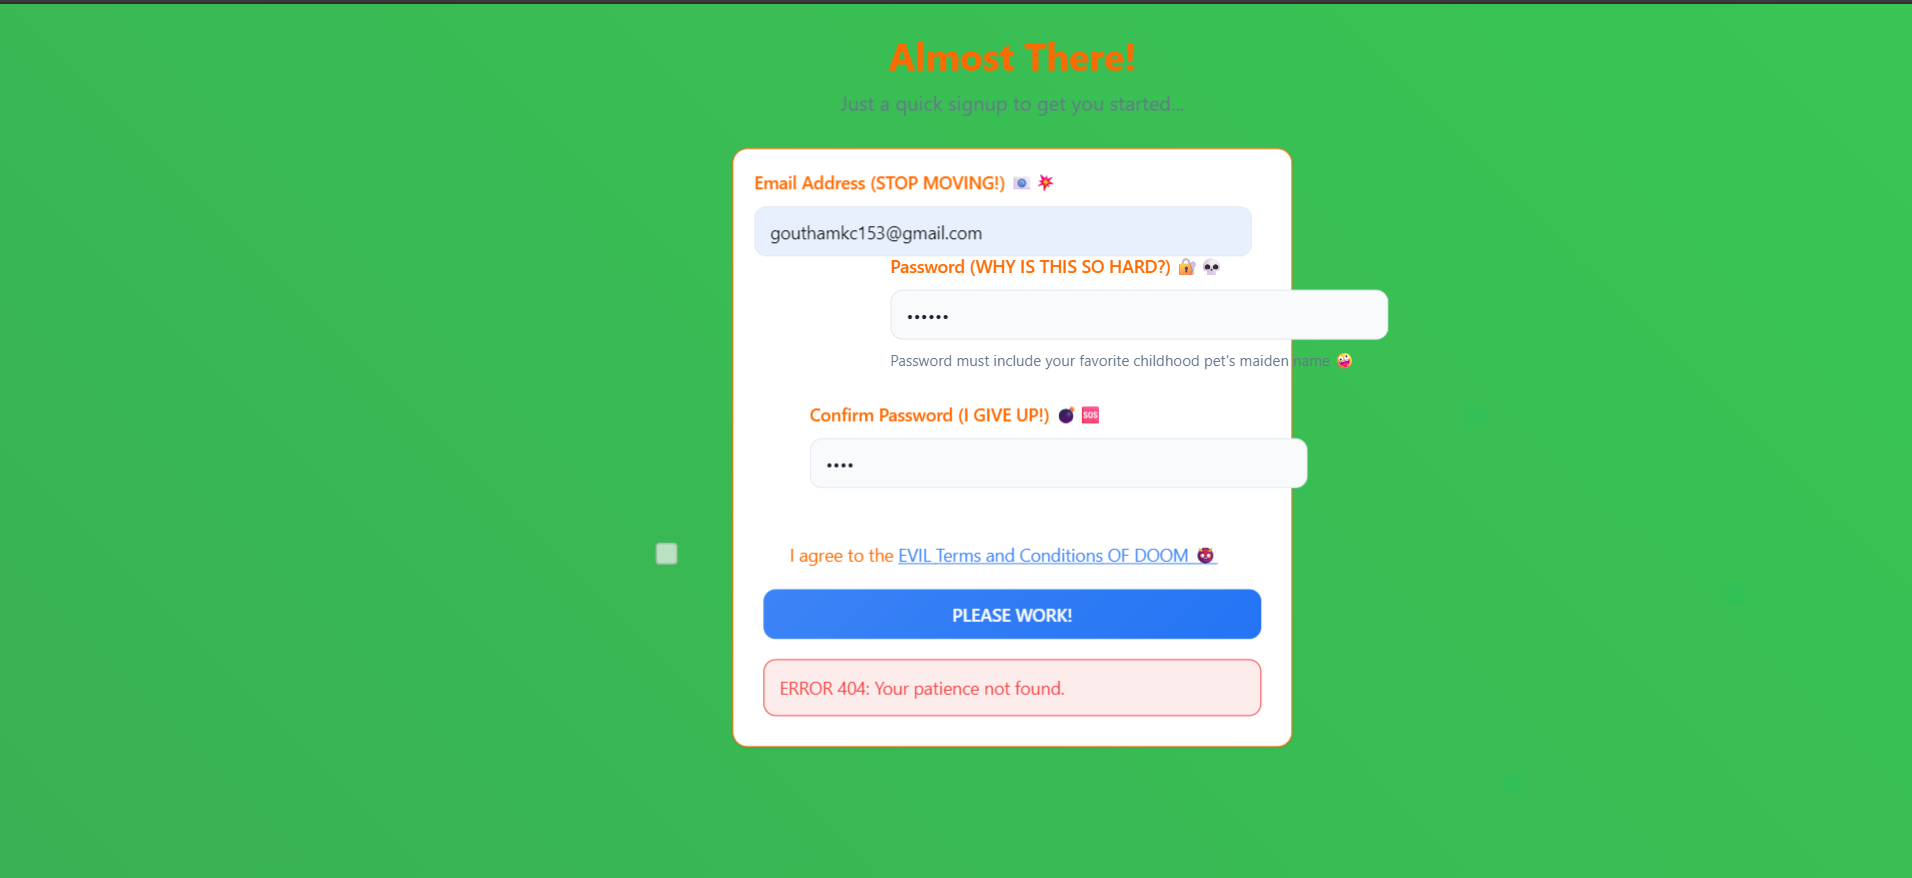 Almost There!
Just a quick signup to get you started...
Email Address (STOP MOVING!) 📧 💥
gouthamkc153@gmail.com
Password (WHY IS THIS SO HARD?) 🔐 💀
••••••
Password must include your favorite childhood pet's maiden name 🤪
Confirm Password (I GIVE UP!) 💣 🆘
••••
I agree to the EVIL Terms and Conditions OF DOOM 👹
PLEASE WORK!
ERROR 404: Your patience not found.